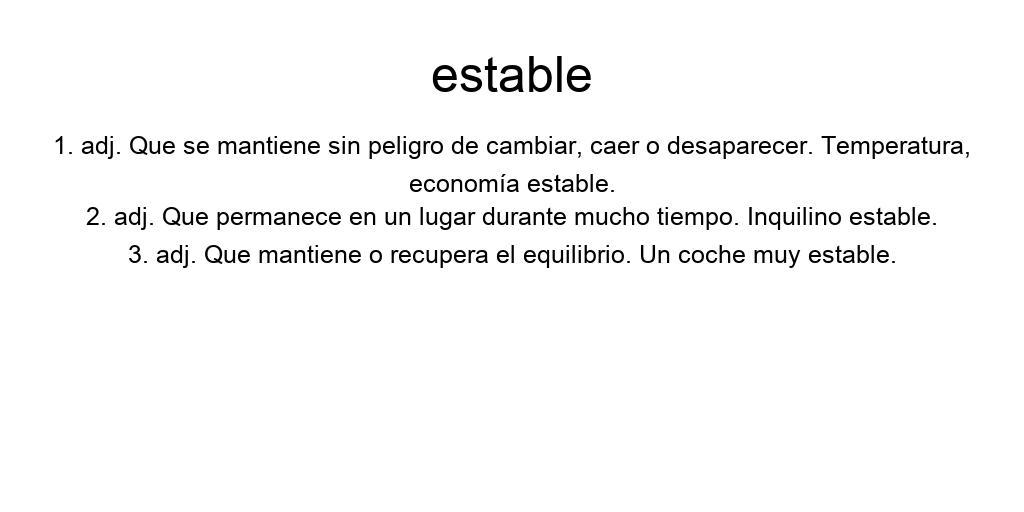 estable
1. adj. Que se mantiene sin peligro de cambiar, caer o desaparecer. Temperatura,
economía estable.
2. adj. Que permanece en un lugar durante mucho tiempo. Inquilino estable.
3. adj. Que mantiene o recupera el equilibrio. Un coche muy estable.